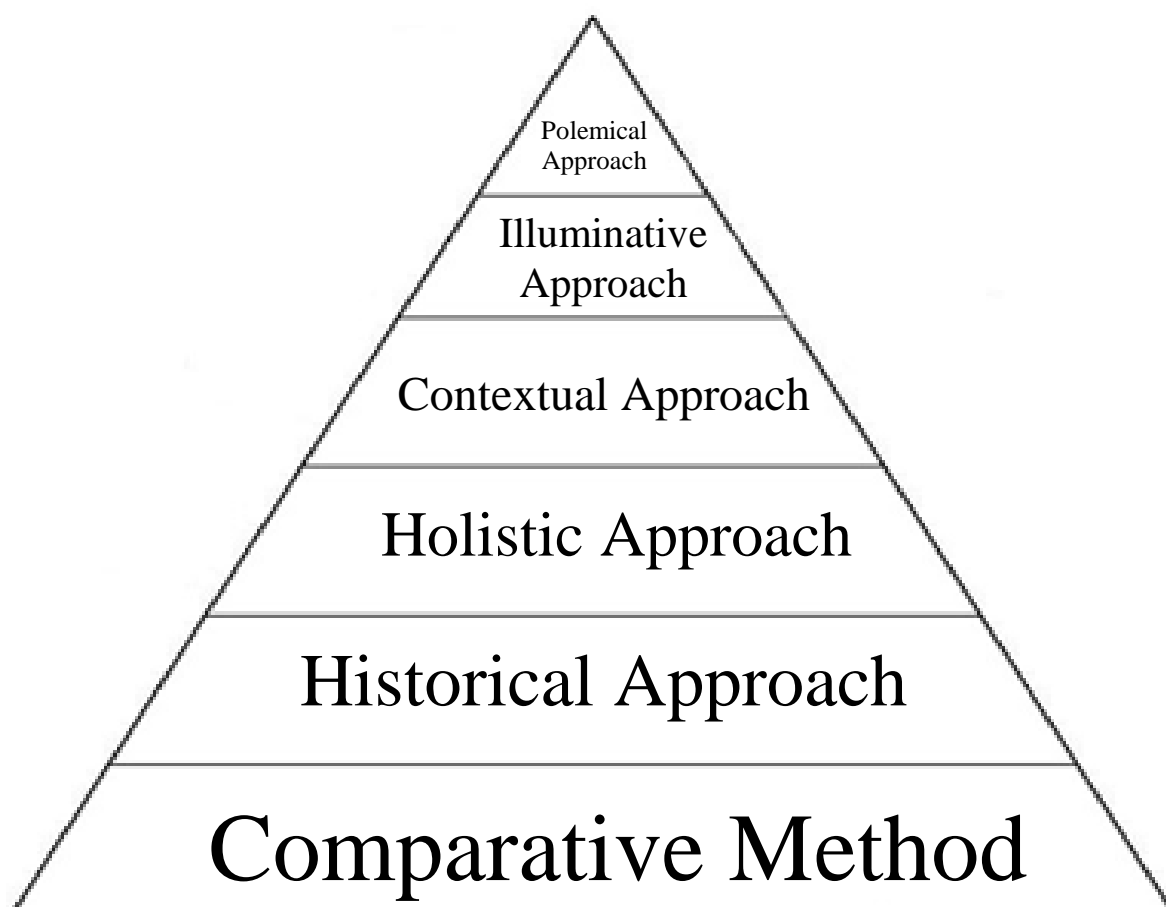 Polemical
Approach
Illuminative
Approach
Contextual Approach
Holistic Approach
Historical Approach
Comparative Method